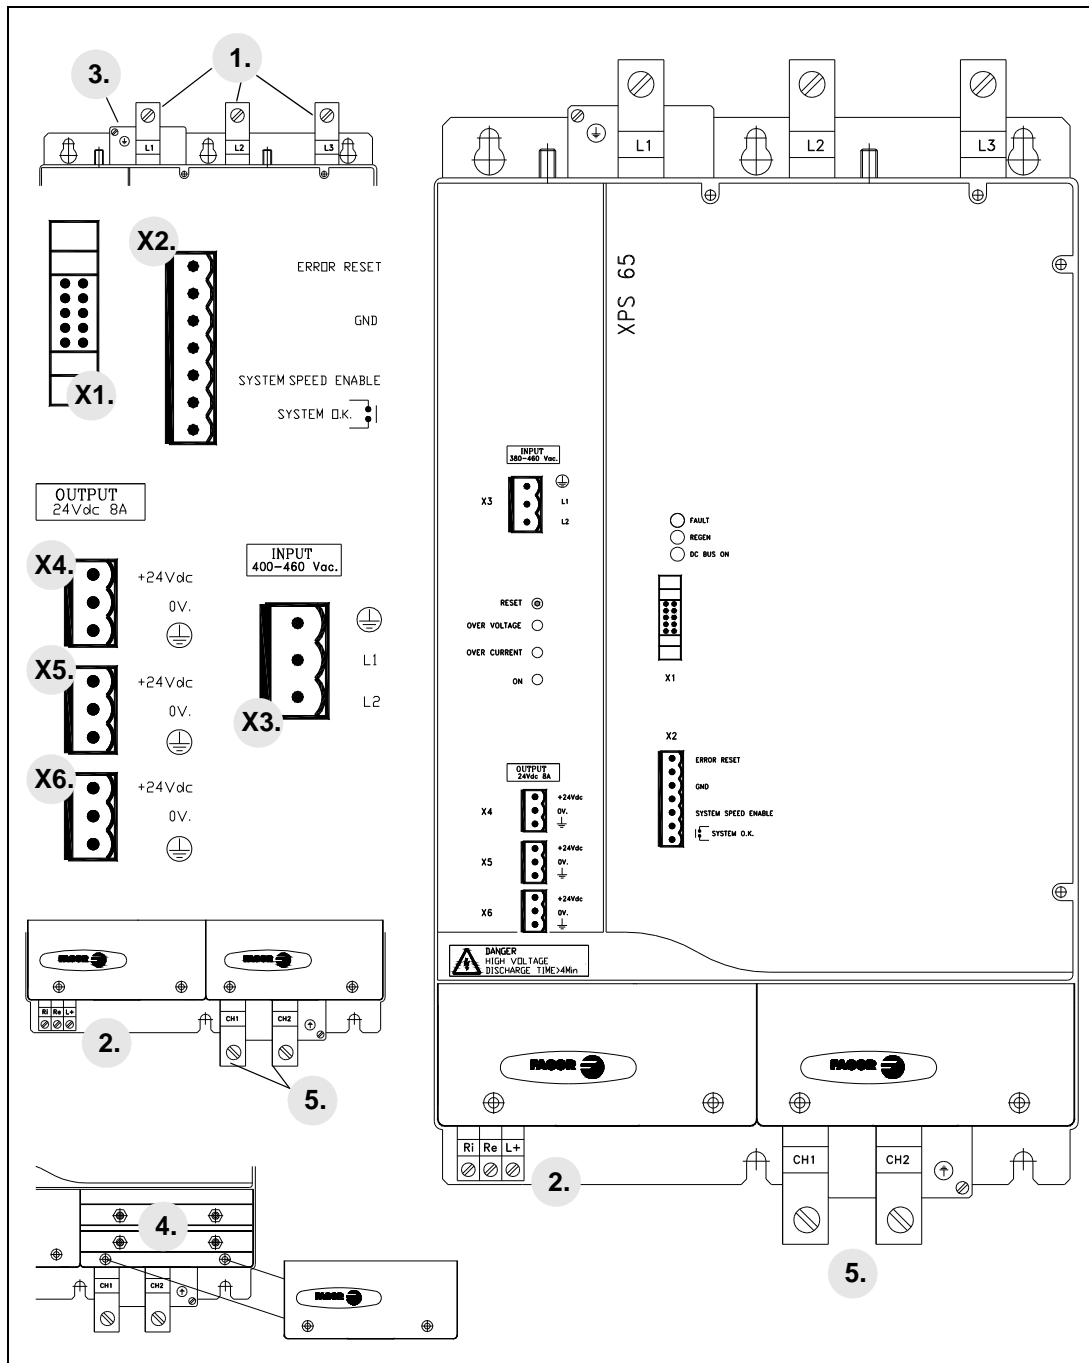 3.
1.
L1
L2
L3
X2.
ERROR RESET
GND
SYSTEM SPEED ENABLE
SYSTEM O.K.
X1.
OUTPUT
24Vdc 8A
X4.
+24Vdc
0V.
X5.
+24Vdc
0V.
X6.
+24Vdc
0V.
INPUT
400-460 Vac.
L1
L2
X3.
FAGOR
FAGOR
Ri Re L+
CH1
CH2
2.
5.
4.
CH1
CH2
FAGOR
L1
L2
L3
XPS 65
INPUT
380-460 Vac.
X3
L1
L2
FAULT
REGEN
DC BUS ON
RESET
OVER VOLTAGE
OVER CURRENT
ON
X1
X2
ERROR RESET
GND
SYSTEM SPEED ENABLE
SYSTEM O.K.
OUTPUT
24Vdc 8A
X4
+24Vdc
0V.
X5
+24Vdc
0V.
X6
+24Vdc
0V.
DANGER
HIGH VOLTAGE
DISCHARGE TIME>4Min
FAGOR
FAGOR
Ri Re L+
2.
CH1
CH2
5.